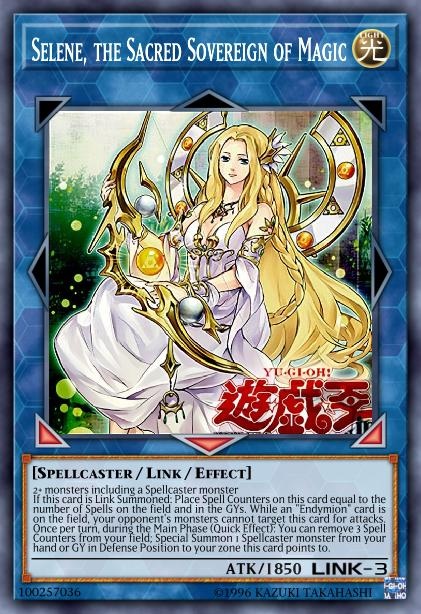 SELENE, THE SACRED SOVEREIGN OF MAGIC
LIGHT
光
YU-GI-OH!
遊戯王
[SPELLCASTER / LINK / EFFECT]
2+ monsters including a Spellcaster monster
If this card is Link Summoned: Place Spell Counters on this card equal to the
number of Spells on the field and in the GYs. While an "Endymion" card is
on the field, your opponent's monsters cannot target this card for attacks.
Once per turn, during the Main Phase (Quick Effect): You can remove 3 Spell
Counters from your field; Special Summon 1 Spellcaster monster from your
hand or GY in Defense Position to your zone this card points to.
ATK/1850 LINK-3
100257036
©1996 KAZUKI TAKAHASHI